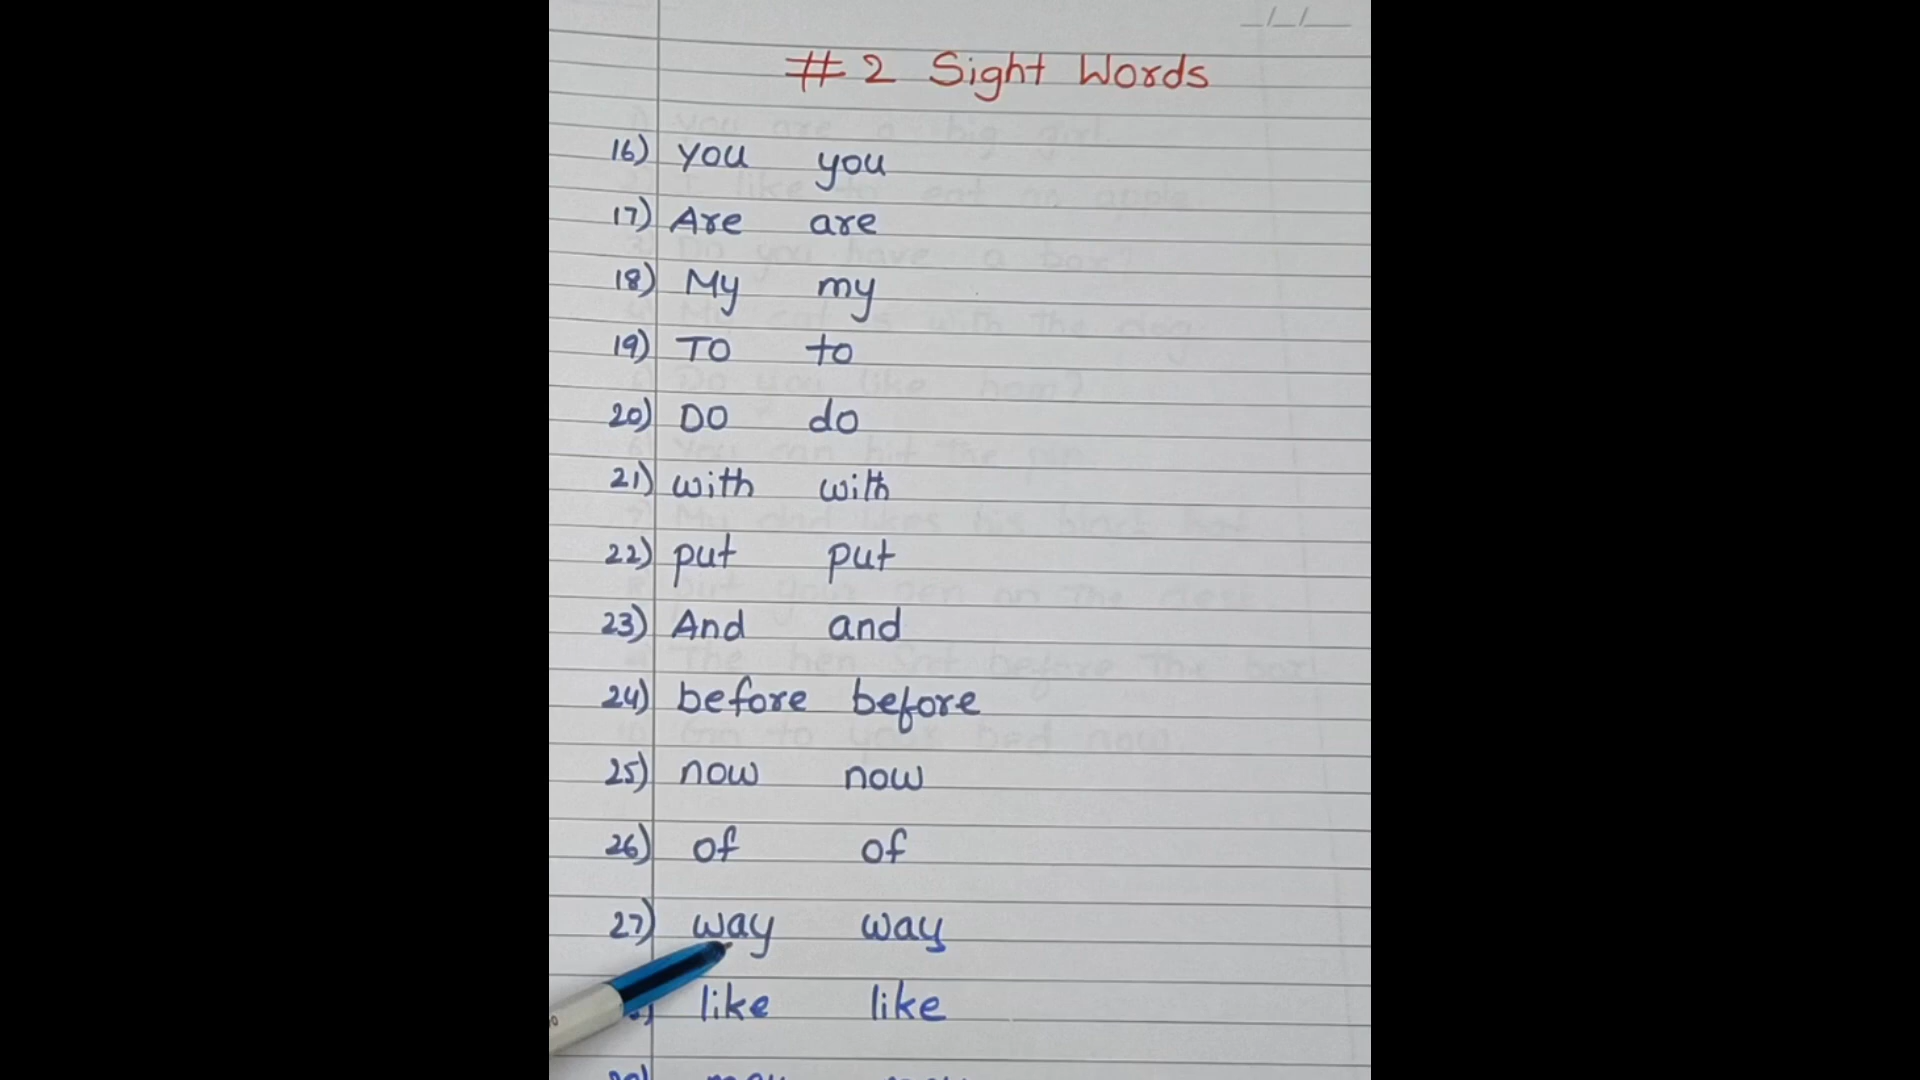 # 2 Sight Words
16) You you
17) Are are
18) My my
19) TO to
20) DO do
21) with with
22) put put
23) And and
24) before before
25) now now
26) of of
27) way way
like like